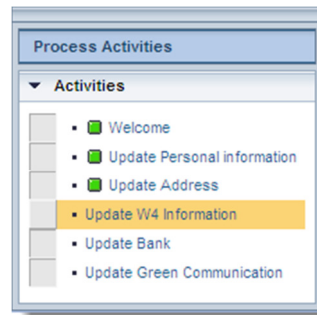 Process Activities
Activities
Welcome
Update Personal information
Update Address
Update W4 Information
Update Bank
Update Green Communication